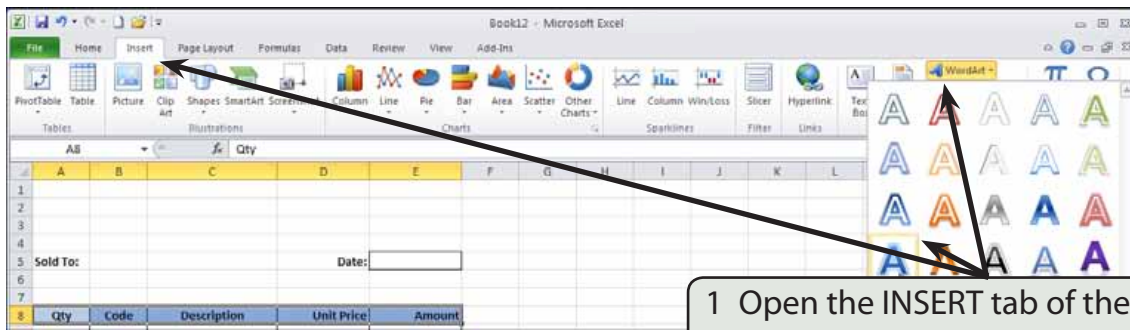 Book12 - Microsoft Excel
File Home Insert Page Layout Formulas Data Review View Add-Ins
WordArt
PivotTable Table Picture Clip Art Shapes SmartArt Screenshot Column Line Pie Bar Area Scatter Other Charts Line Column Win/Loss Slicer Hyperlink
Tables Illustrations Charts Sparklines Filter Links
A8 fx Qty
A B C D E F G H I J K L
1
2
3
4
5 Sold To: Date:
6
7
8 Qty Code Description Unit Price Amount
1 Open the INSERT tab of the